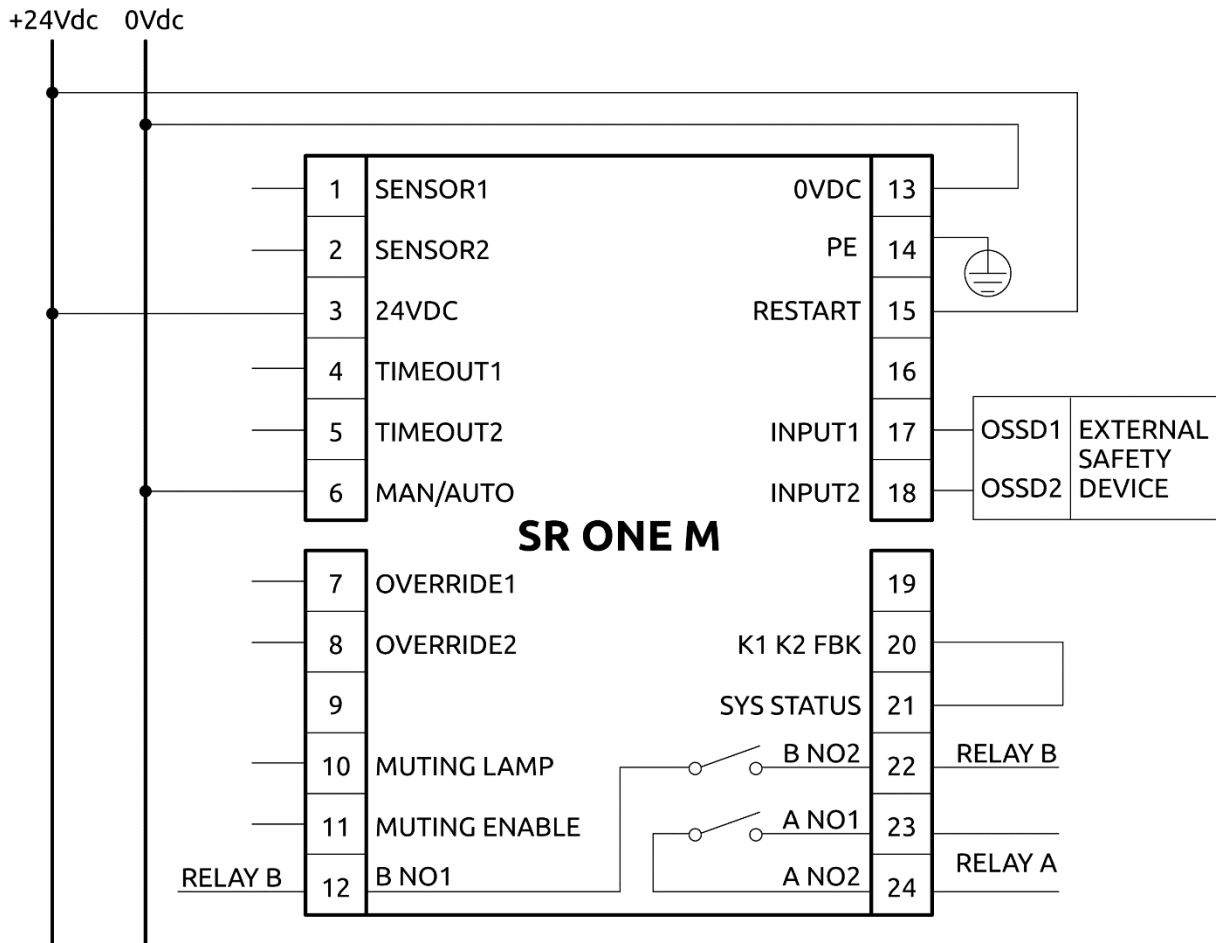 +24Vdc 0Vdc
1 SENSOR1 0VDC 13
2 SENSOR2 PE 14
3 24VDC RESTART 15
4 TIMEOUT1 16
5 TIMEOUT2 INPUT1 17 OSSD1 EXTERNAL
SAFETY
6 MAN/AUTO INPUT2 18 OSSD2 DEVICE
SR ONE M
7 OVERRIDE1 19
8 OVERRIDE2 K1 K2 FBK 20
9 SYS STATUS 21
10 MUTING LAMP B NO2 22 RELAY B
11 MUTING ENABLE A NO1 23
RELAY A
RELAY B 12 B NO1 A NO2 24